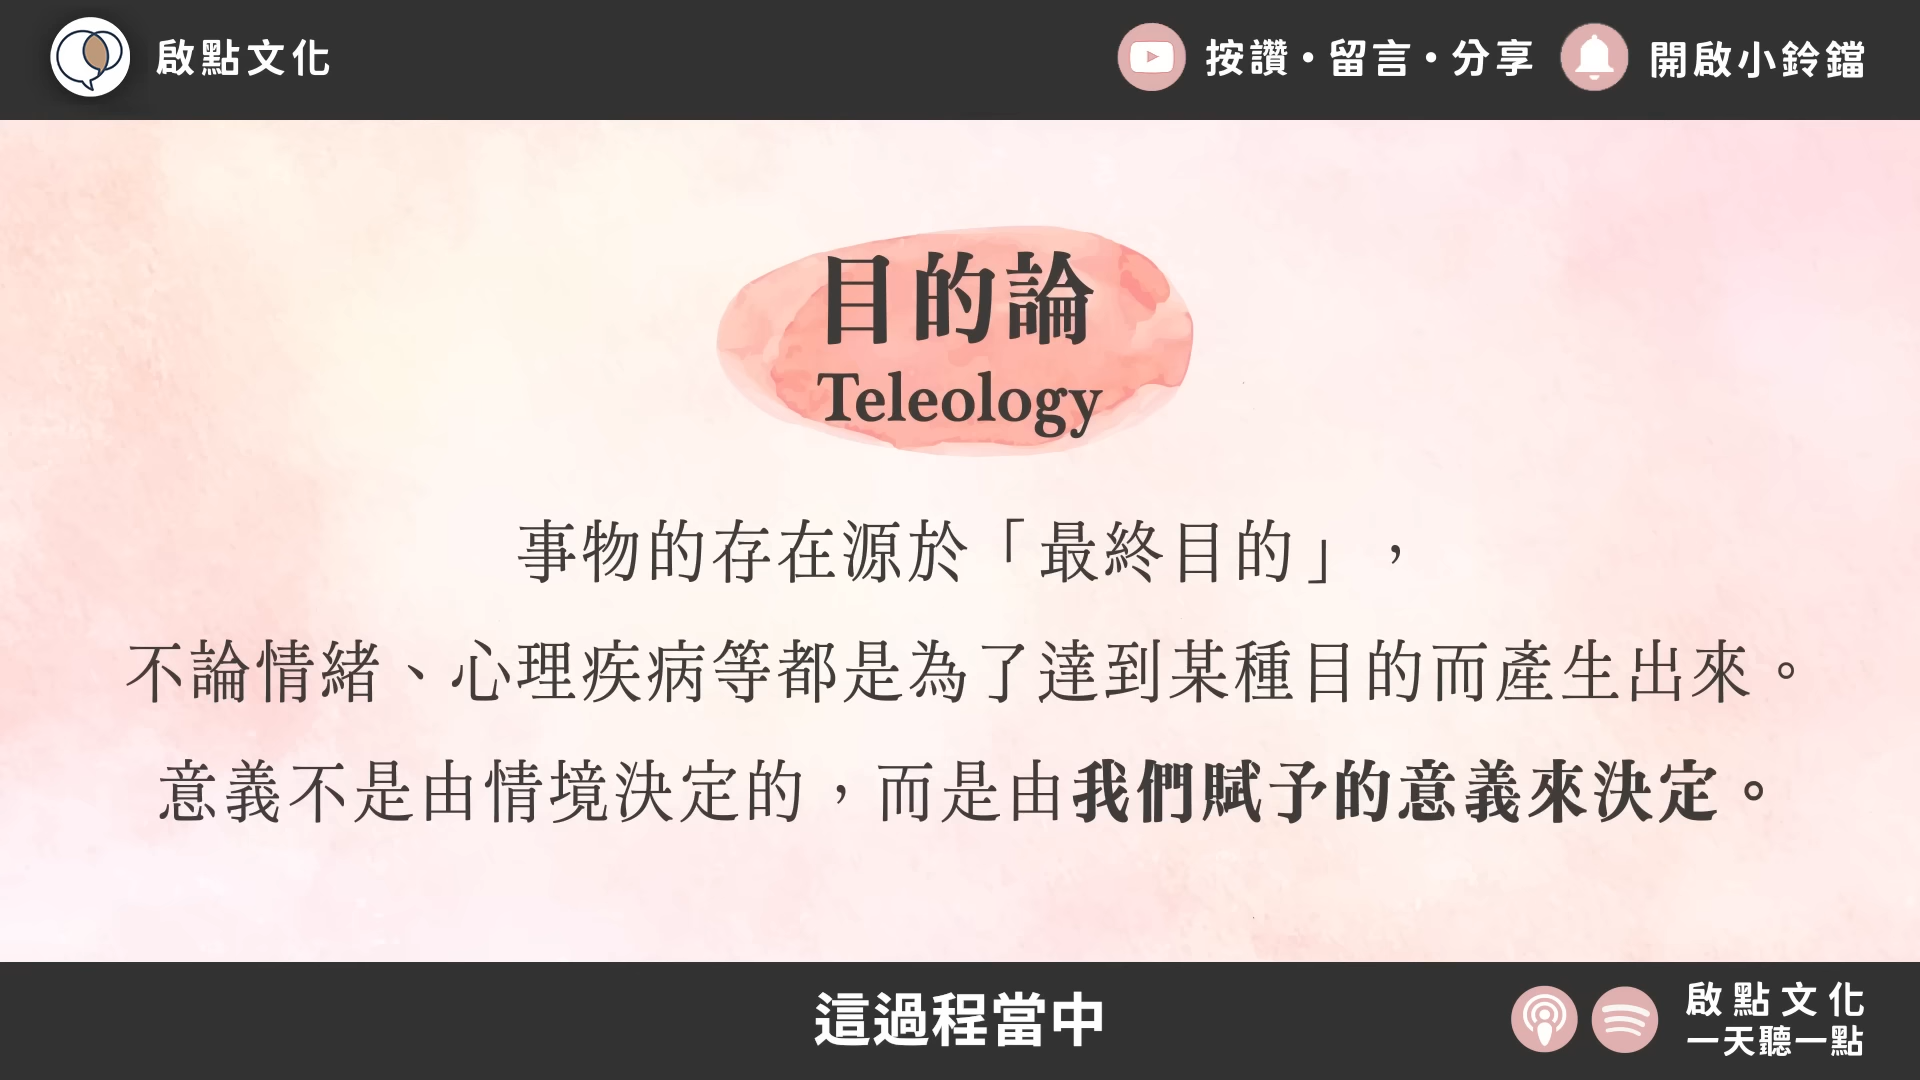 啟點文化
按讚・留言・分享
開啟小鈴鐺
目的論
Teleology
事物的存在源於「最終目的」，
不論情緒、心理疾病等都是為了達到某種目的而產生出來。
意義不是由情境決定的，而是由我們賦予的意義來決定。
這過程當中
啟點文化
一天聽一點